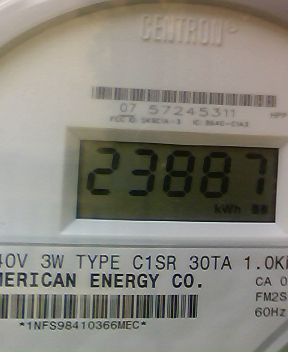 CENTRON
07 57245311
23887
kWh
40V 3W TYPE C1SR 30TA 1.0K
MERICAN ENERGY CO.
CA 0
FM2S
60Hz
*1NFS98410366MEC*